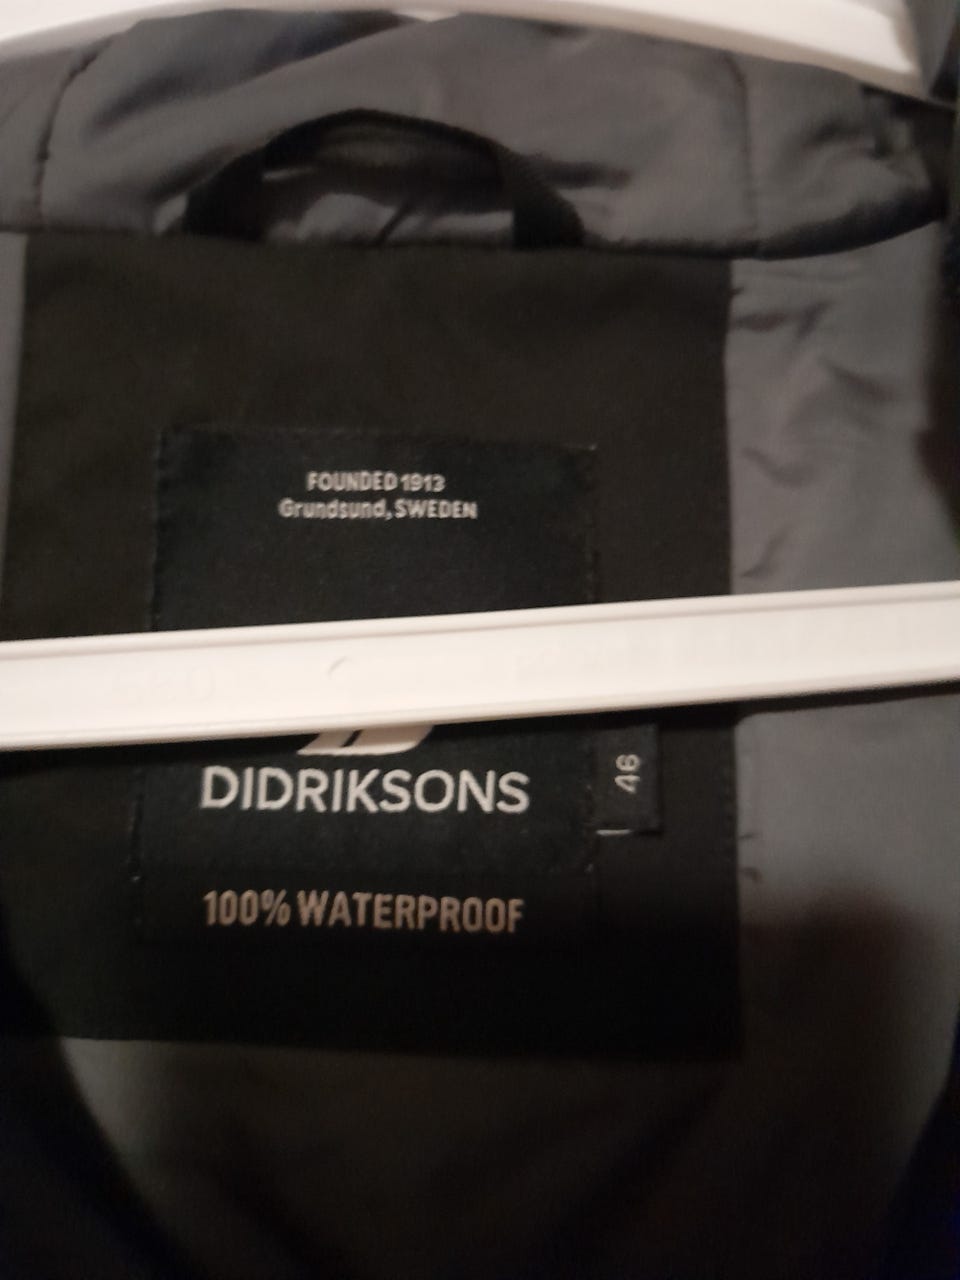 FOUNDED 1913
Grundsund, SWEDEN
DIDRIKSONS
46
100% WATERPROOF